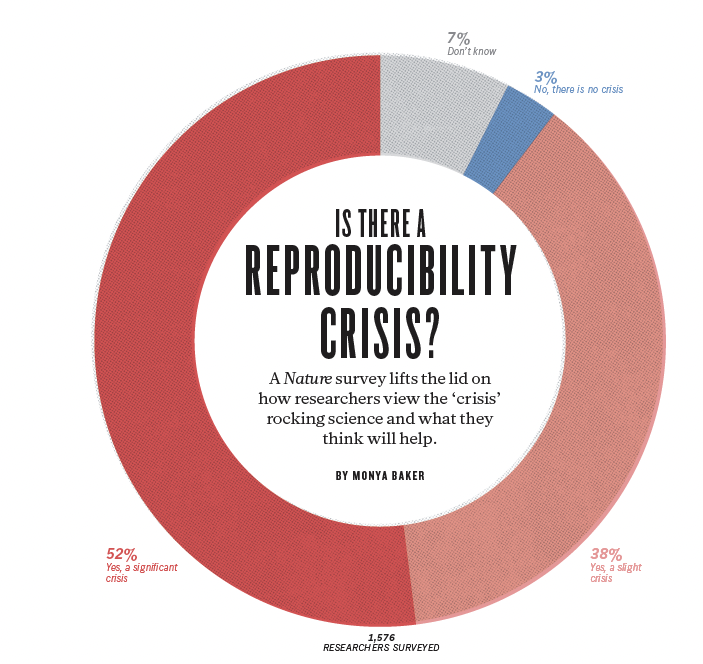 7%
Don't know
3%
No, there is no crisis
IS THERE A
REPRODUCIBILITY
CRISIS?
A Nature survey lifts the lid on
how researchers view the ‘crisis’
rocking science and what they
think will help.
BY MONYA BAKER
52%
Yes, a significant
crisis
38%
Yes, a slight
crisis
1,576
RESEARCHERS SURVEYED